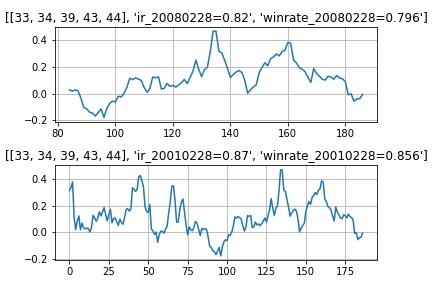 [[33, 34, 39, 43, 44], 'ir_20080228=0.82', 'winrate_20080228=0.796']
0.4
0.2
0.0
−0.2
80 100 120 140 160 180
[[33, 34, 39, 43, 44], 'ir_20010228=0.87', 'winrate_20010228=0.856']
0.4
0.2
0.0
−0.2
0 25 50 75 100 125 150 175